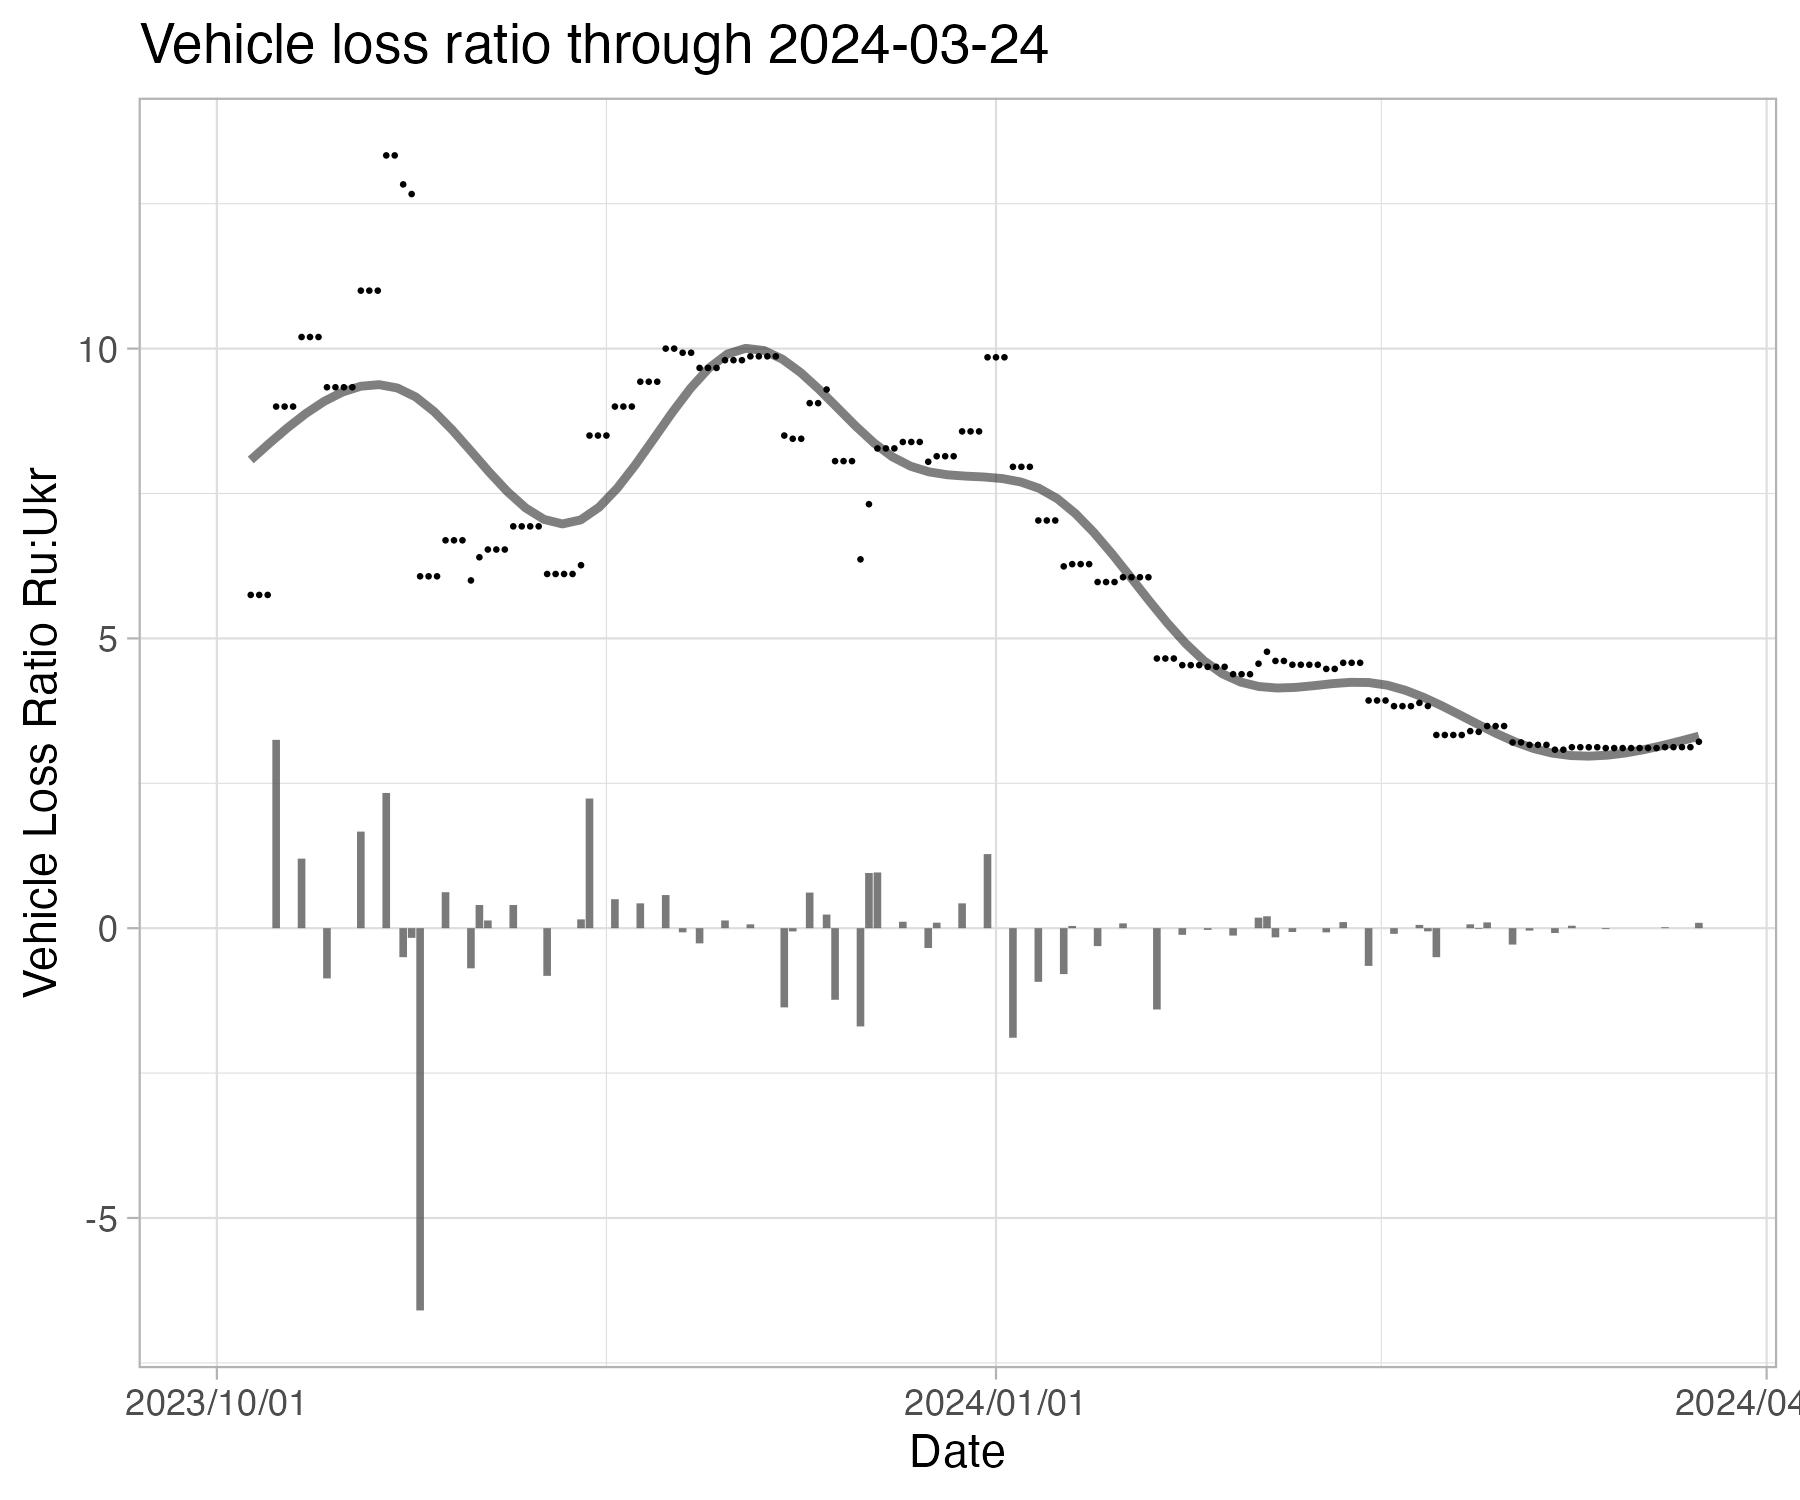 Vehicle loss ratio through 2024-03-24
Vehicle Loss Ratio Ru:Ukr
10
5
0
-5
2023/10/01
2024/01/01
2024/04
Date